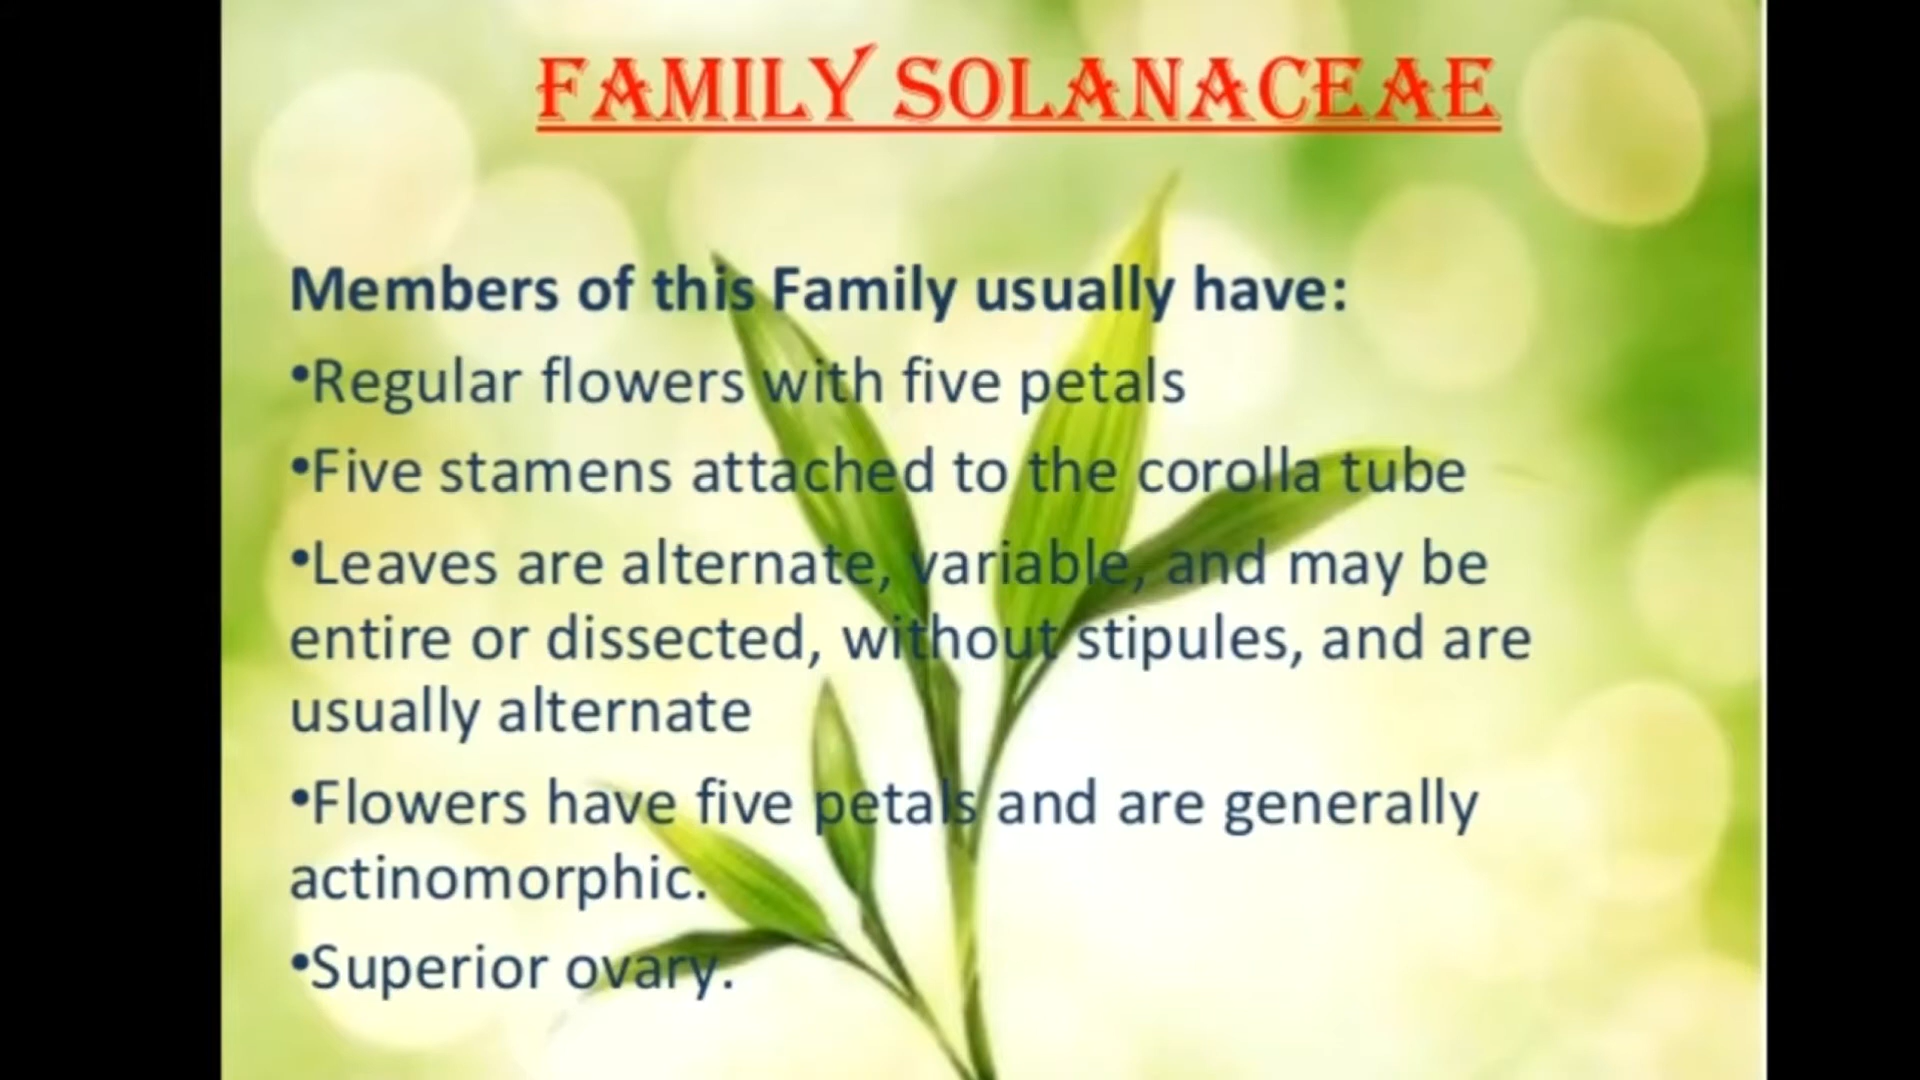 FAMILY SOLANACEAE
Members of this Family usually have:
•Regular flowers with five petals
•Five stamens attached to the corolla tube
•Leaves are alternate, variable, and may be
entire or dissected, without stipules, and are
usually alternate
•Flowers have five petals and are generally
actinomorphic.
•Superior ovary.